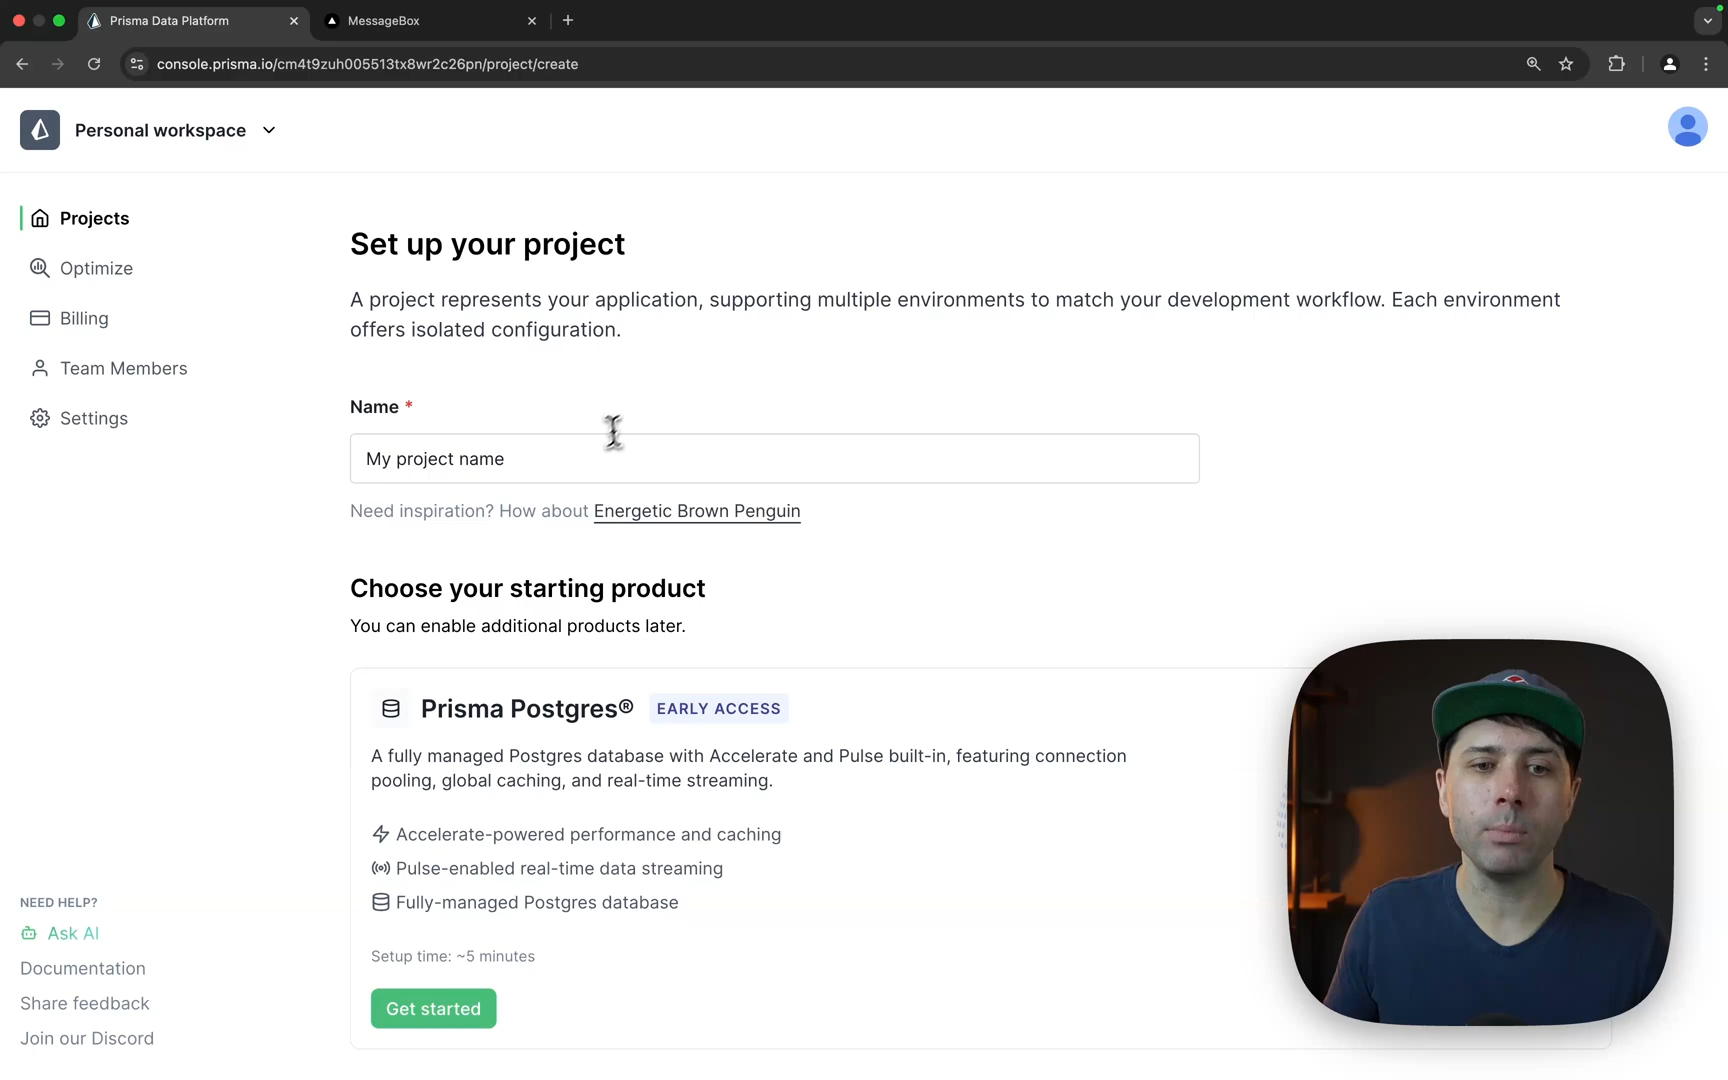 Prisma Data Platform
MessageBox
console.prisma.io/cm4t9zuh005513tx8wr2c26pn/project/create
Personal workspace
Projects
Optimize
Billing
Team Members
Settings
Set up your project
A project represents your application, supporting multiple environments to match your development workflow. Each environment
offers isolated configuration.
Name *
My project name
Need inspiration? How about Energetic Brown Penguin
Choose your starting product
You can enable additional products later.
Prisma Postgres® EARLY ACCESS
A fully managed Postgres database with Accelerate and Pulse built-in, featuring connection
pooling, global caching, and real-time streaming.
Accelerate-powered performance and caching
Pulse-enabled real-time data streaming
Fully-managed Postgres database
Setup time: ~5 minutes
Get started
NEED HELP?
Ask AI
Documentation
Share feedback
Join our Discord